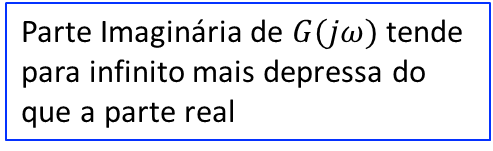 Parte Imaginária de 𝐺(𝑗𝜔) tende
para infinito mais depressa do
que a parte real